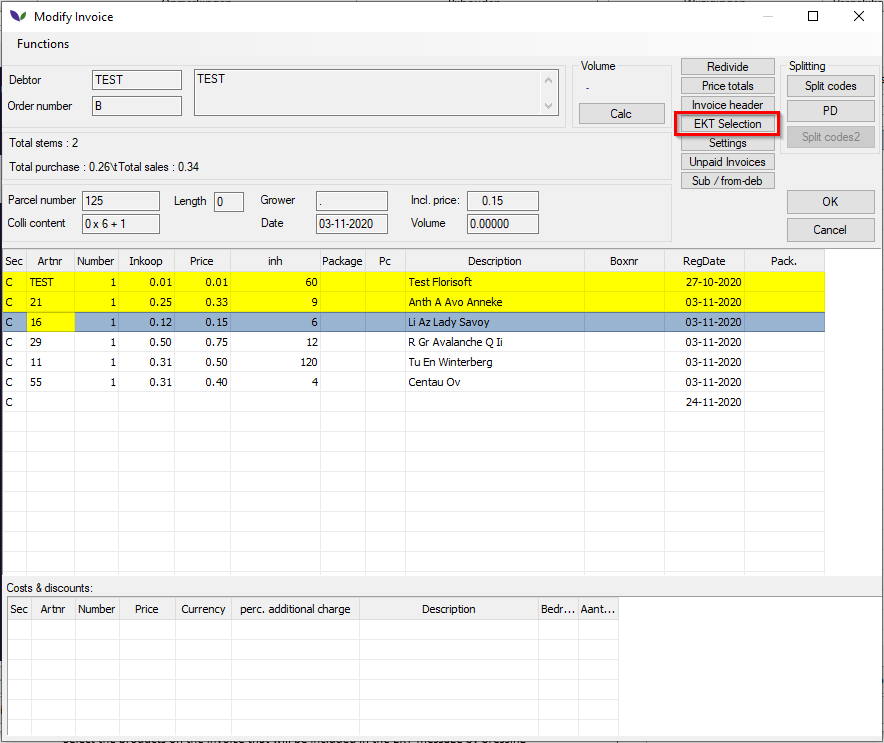 Modify Invoice
Functions
Debtor TEST TEST
Order number B
Volume
-
Calc
Redivide
Price totals
Invoice header
EKT Selection
Settings
Unpaid Invoices
Sub / from-deb
Splitting
Split codes
PD
Split codes2
Total stems : 2
Total purchase : 0.26\tTotal sales : 0.34
Parcel number 125 Length 0 Grower . Incl. price: 0.15
Colli content 0 x 6 + 1 Date 03-11-2020 Volume 0.00000
OK
Cancel
Sec Artnr Number Inkoop Price inh Package Pc Description Boxnr RegDate Pack.
C TEST 1 0.01 0.01 60 Test Florisoft 27-10-2020
C 21 1 0.25 0.33 9 Anth A Avo Anneke 03-11-2020
C 16 1 0.12 0.15 6 Li Az Lady Savoy 03-11-2020
C 29 1 0.50 0.75 12 R Gr Avalanche Q Ii 03-11-2020
C 11 1 0.31 0.50 120 Tu En Winterberg 03-11-2020
C 55 1 0.31 0.40 4 Centau Ov 03-11-2020
C 24-11-2020
Costs & discounts:
Sec Artnr Number Price Currency perc. additional charge Description Bedr... Aant...